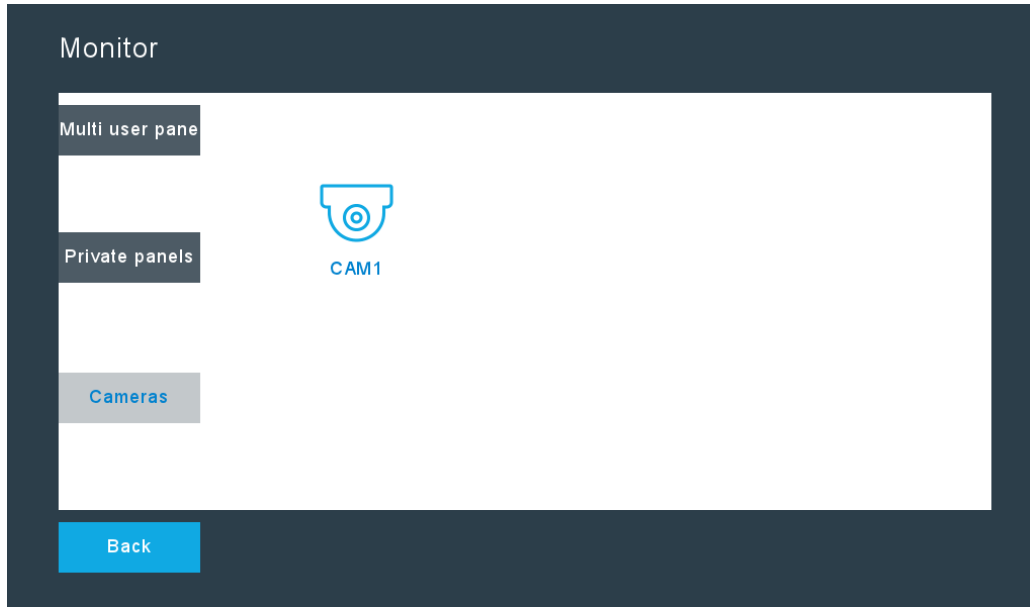 Monitor
Multi user pane
Private panels
CAM1
Cameras
Back